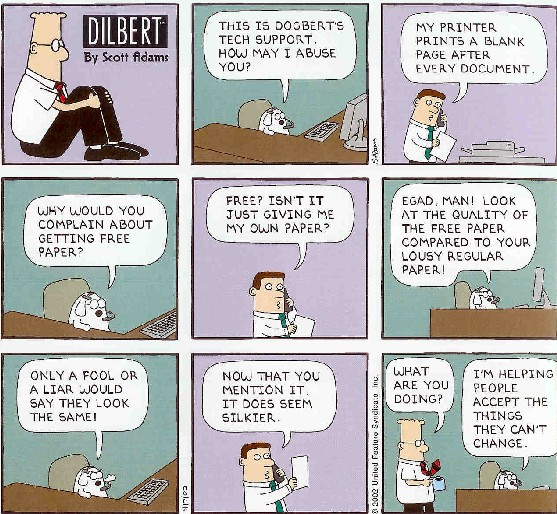 DILBERT
By Scott Adams
THIS IS DOGBERT'S
TECH SUPPORT.
HOW MAY I ABUSE
YOU?
MY PRINTER
PRINTS A BLANK
PAGE AFTER
EVERY DOCUMENT.
WHY WOULD YOU
COMPLAIN ABOUT
GETTING FREE
PAPER?
FREE? ISN'T IT
JUST GIVING ME
MY OWN PAPER?
EGAD, MAN! LOOK
AT THE QUALITY OF
THE FREE PAPER
COMPARED TO YOUR
LOUSY REGULAR
PAPER!
ONLY A FOOL OR
A LIAR WOULD
SAY THEY LOOK
THE SAME!
NOW THAT YOU
MENTION IT,
IT DOES SEEM
SILKIER.
© 2002 United Feature Syndicate, Inc.
WHAT
ARE YOU
DOING?
I'M HELPING
PEOPLE
ACCEPT THE
THINGS
THEY CAN'T
CHANGE.